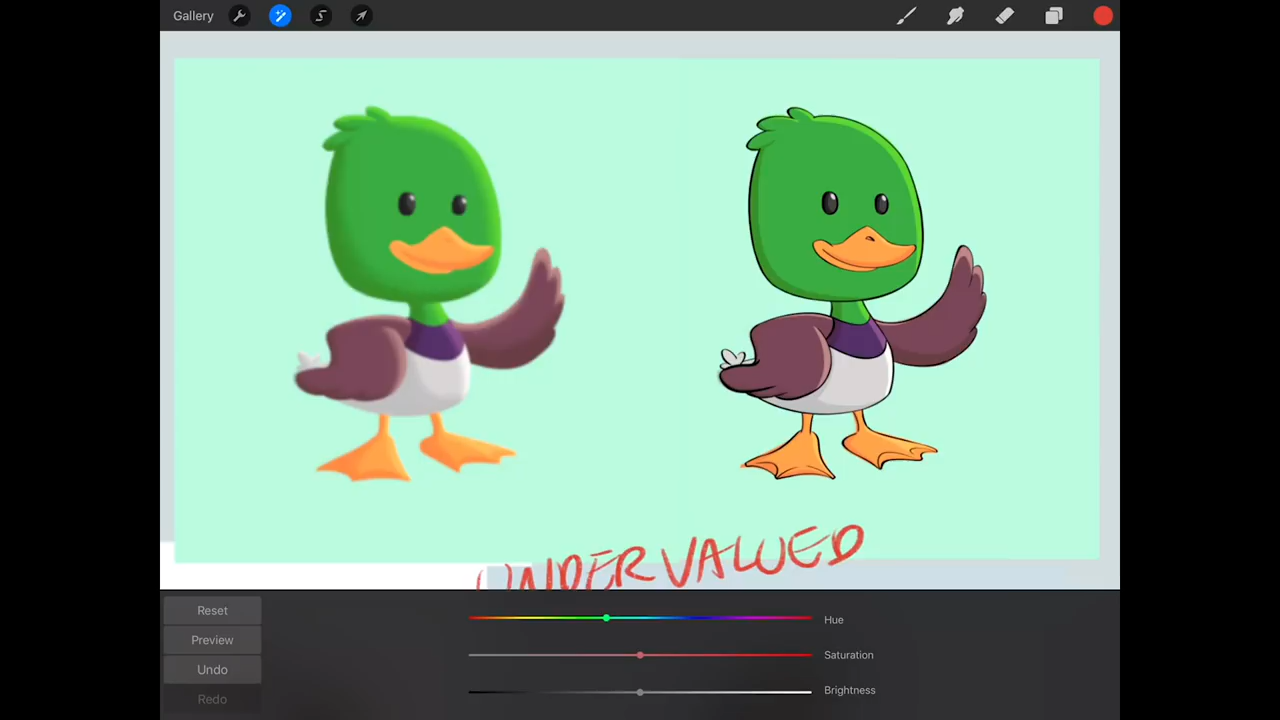 Gallery
UNDERVALUED
Reset
Preview
Undo
Redo
Hue
Saturation
Brightness